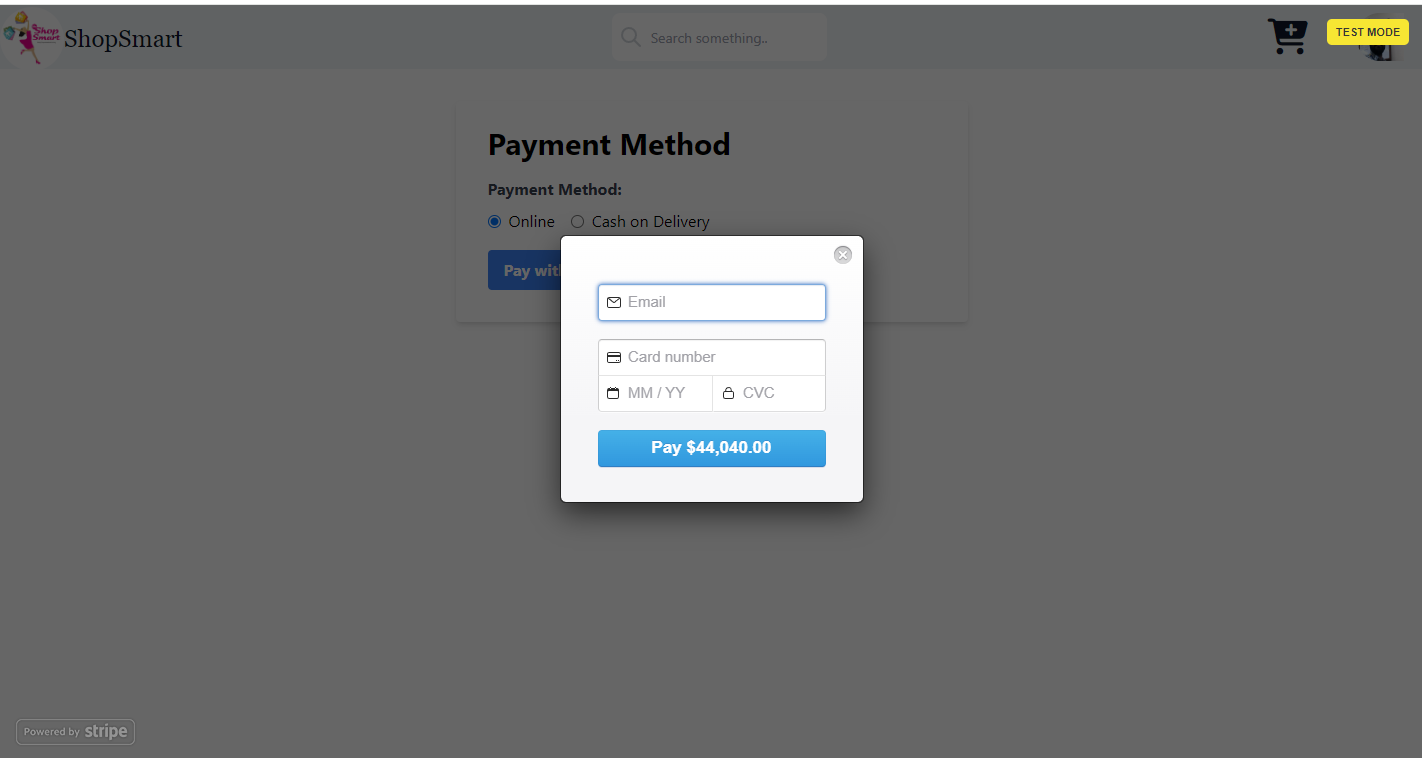 Shop
Smart
ShopSmart
Search something..
TEST MODE
Payment Method
Payment Method:
Online
Cash on Delivery
Pay with
Email
Card number
MM / YY
CVC
Pay $44,040.00
Powered by stripe